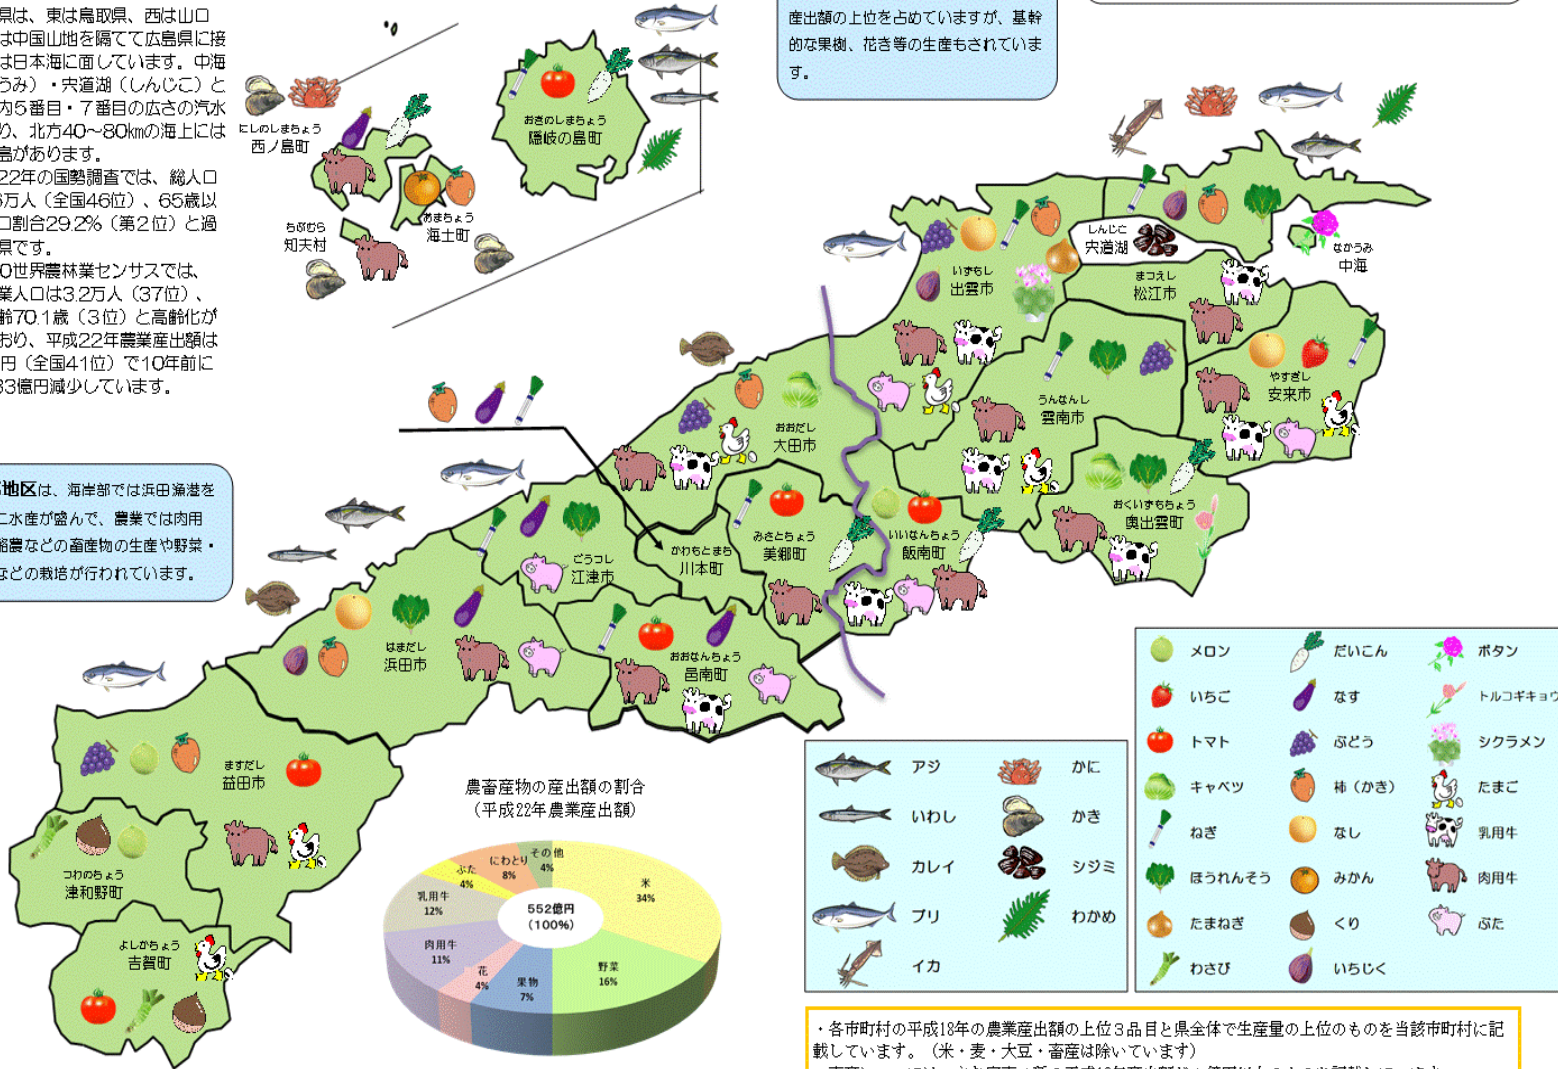 県は、東は鳥取県、西は山口
は中国山地を隔てて広島県に接
は日本海に面しています。中海
うみ）・宍道湖（しんじこ）と
内5番目・7番目の広さの汽水
り、北方40～80kmの海上には
島があります。
22年の国勢調査では、総人口
万人（全国46位）、65歳以
口割合29.2%（第2位）と過
県です。
0世界農林業センサスでは、
業人口は3.2万人（37位）、
齢70.1歳（3位）と高齢化が
おり、平成22年農業産出額は
円（全国41位）で10年前に
33億円減少しています。
産出額の上位を占めていますが、基幹
的な果樹、花き等の生産もされていま
す。
地区は、海岸部では浜田漁港を
に水産が盛んで、農業では肉用
酪農などの畜産物の生産や野菜・
などの栽培が行われています。
にしのしまちょう
西ノ島町
おきのしまちょう
隠岐の島町
あまちょう
海士町
ちぶむら
知夫村
しんじこ
宍道湖
なかうみ
中海
いずもし
出雲市
まつえし
松江市
やすぎし
安来市
うんなんし
雲南市
おくいずもちょう
奥出雲町
おおだし
大田市
いいなんちょう
飯南町
みさとちょう
美郷町
かわもとまち
川本町
ごうつし
江津市
おおなんちょう
邑南町
はまだし
浜田市
ますだし
益田市
つわのちょう
津和野町
よしかちょう
吉賀町
農畜産物の産出額の割合
（平成22年農業産出額）
552億円
（100%）
米
34%
野菜
16%
果物
7%
花
4%
肉用牛
11%
乳用牛
12%
ぶた
4%
にわとり
8%
その他
4%
アジ
いわし
カレイ
ブリ
イカ
かに
かき
シジミ
わかめ
メロン
いちご
トマト
キャベツ
ねぎ
ほうれんそう
たまねぎ
わさび
だいこん
なす
ぶどう
柿（かき）
なし
みかん
くり
いちじく
ボタン
トルコギキョウ
シクラメン
たまご
乳用牛
肉用牛
ぶた
・各市町村の平成18年の農業産出額の上位３品目と県全体で生産量の上位のものを当該市町村に記
載しています。（米・麦・大豆・畜産は除いています）